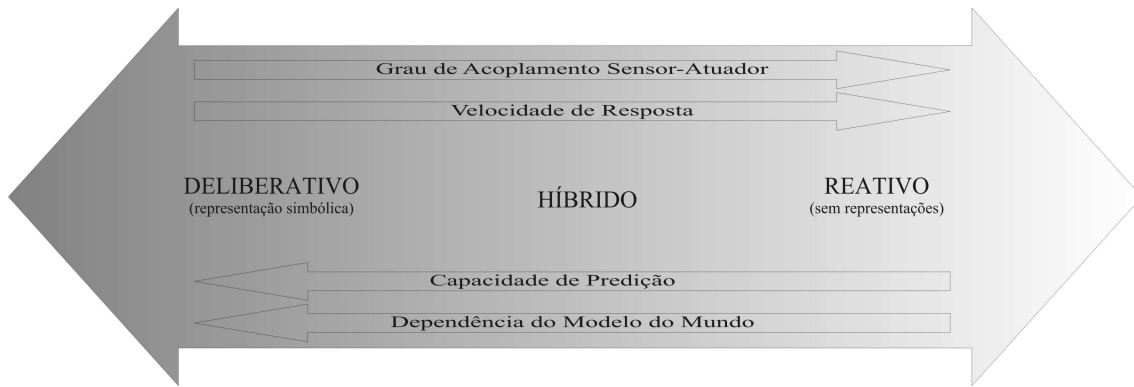 Grau de Acoplamento Sensor-Atuador
Velocidade de Resposta
DELIBERATIVO
(representação simbólica)
HÍBRIDO
REATIVO
(sem representações)
Capacidade de Predição
Dependência do Modelo do Mundo